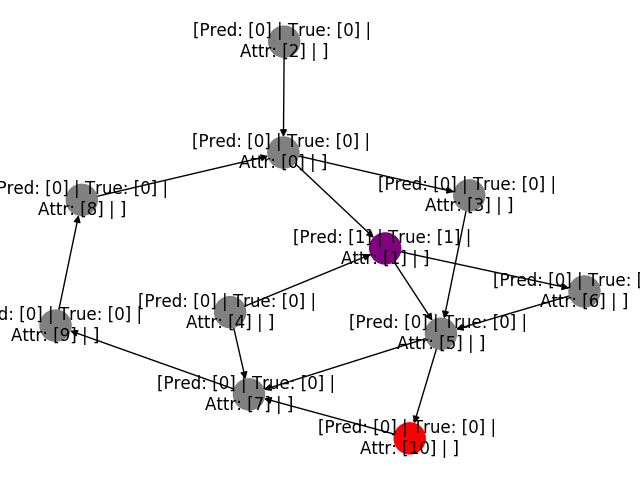 [Pred: [0] | True: [0] |
Attr: [2] | ]
[Pred: [0] | True: [0] |
Attr: [0] | ]
Pred: [0] | True: [0] |
Attr: [8] | ]
[Pred: [0] | True: [0] |
Attr: [3] | ]
[Pred: [1] | True: [1] |
Attr: [1] | ]
[Pred: [0] | True: [
Attr: [6] | ]
[Pred: [0] | True: [0] |
Attr: [4] | ]
d: [0] | True: [0] |
Attr: [9] | ]
[Pred: [0] | True: [0] |
Attr: [5] | ]
[Pred: [0] | True: [0] |
Attr: [7] | ]
[Pred: [0] | True: [0] |
Attr: [10] | ]